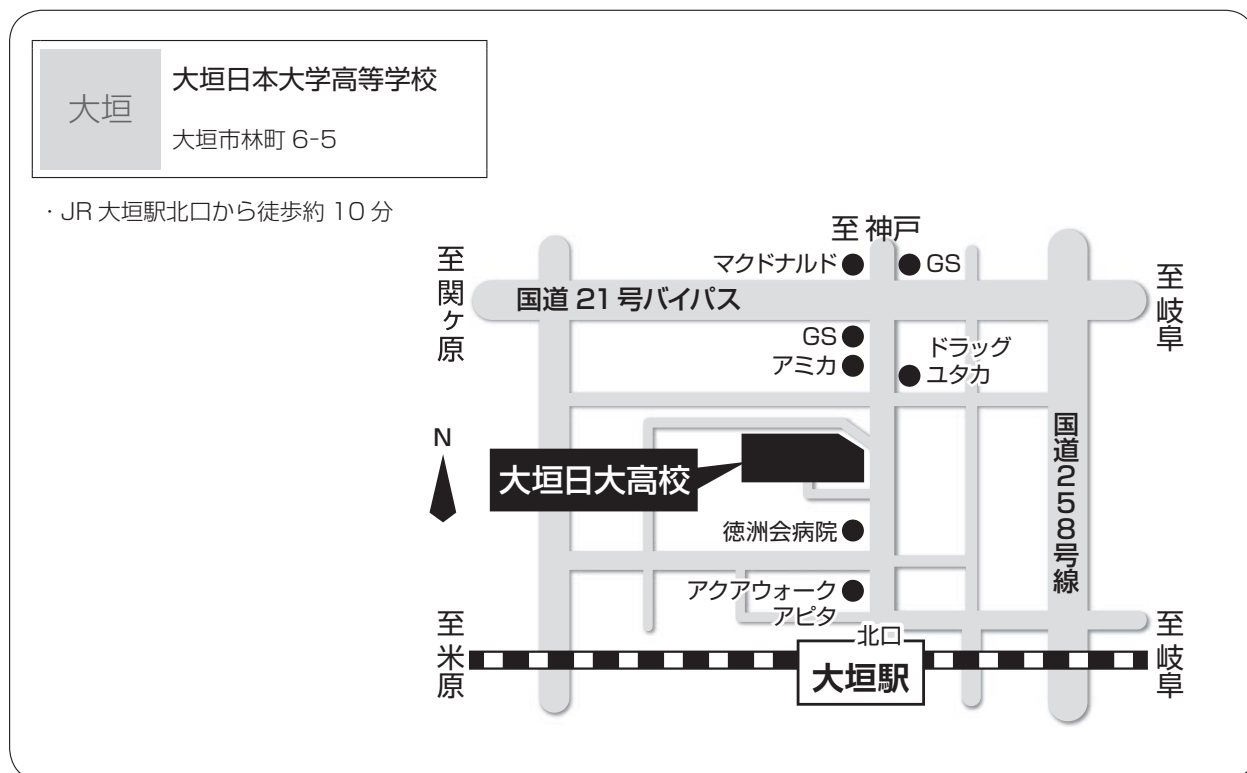 大垣
大垣日本大学高等学校
大垣市林町 6-5
・JR 大垣駅北口から徒歩約 10 分
至 神戸
マクドナルド
GS
至関ヶ原
国道 21 号バイパス
至岐阜
GS
アミカ
ドラッグ
ユタカ
国道258号線
N
大垣日大高校
徳洲会病院
アクアウォーク
アピタ
至米原
北口
大垣駅
至岐阜